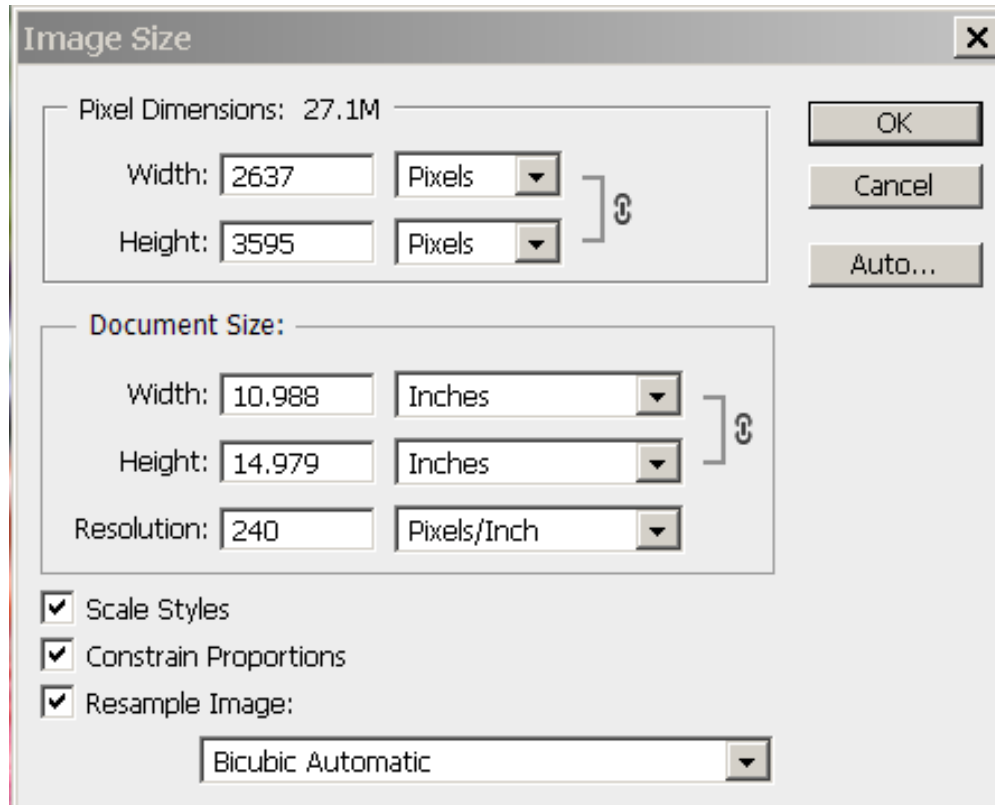 Image Size
Pixel Dimensions: 27.1M
Width: 2637 Pixels
Height: 3595 Pixels
OK
Cancel
Auto...
Document Size:
Width: 10.988 Inches
Height: 14.979 Inches
Resolution: 240 Pixels/Inch
Scale Styles
Constrain Proportions
Resample Image:
Bicubic Automatic